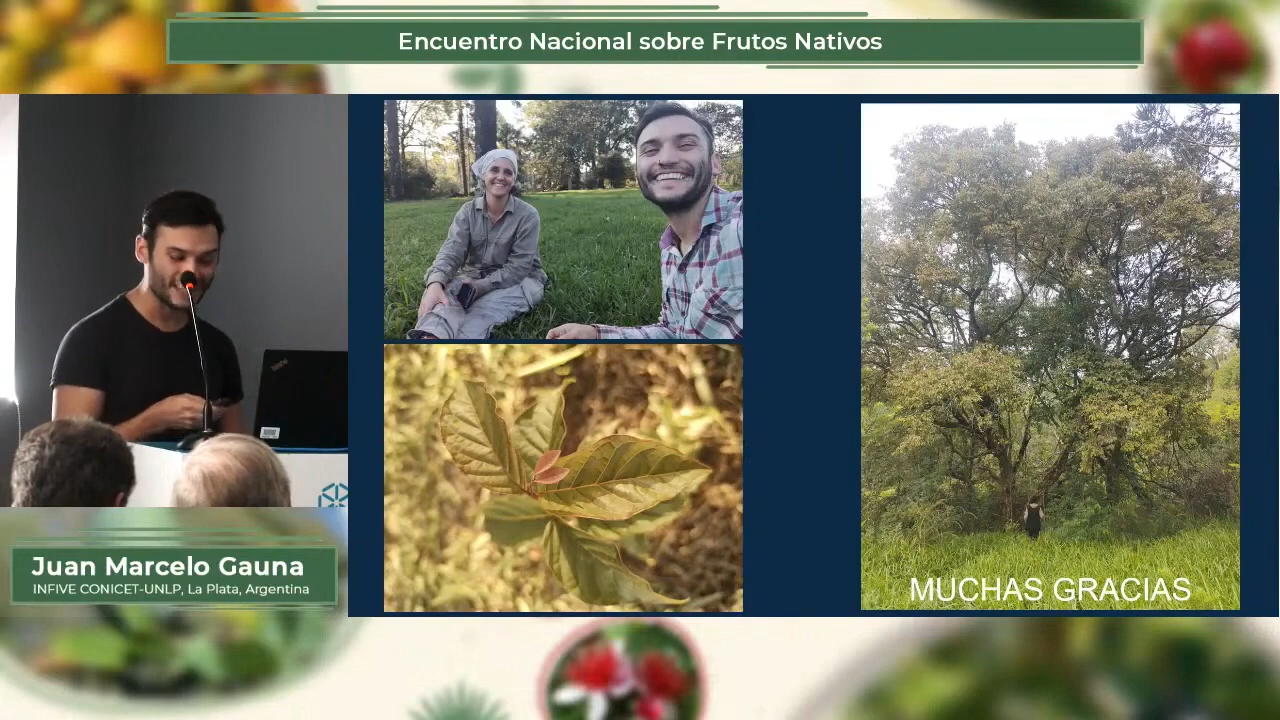 Encuentro Nacional sobre Frutos Nativos
MUCHAS GRACIAS
Juan Marcelo Gauna
INFIVE CONICET-UNLP, La Plata, Argentina